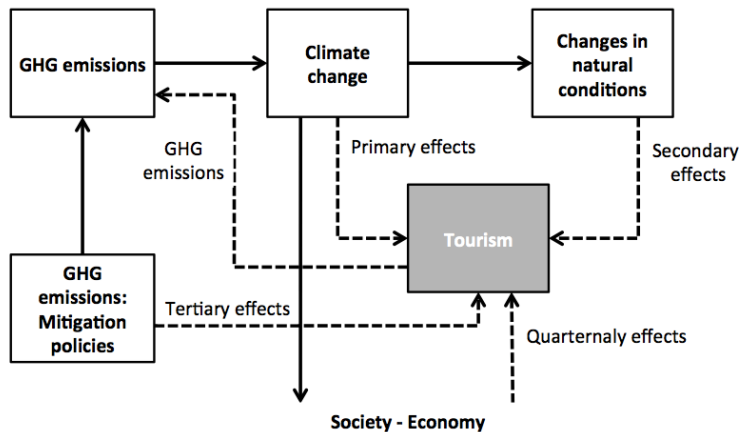 GHG emissions
Climate
change
Changes in
natural
conditions
GHG
emissions
Primary effects
Secondary
effects
Tourism
GHG
emissions:
Mitigation
policies
Tertiary effects
Quarternaly effects
Society - Economy